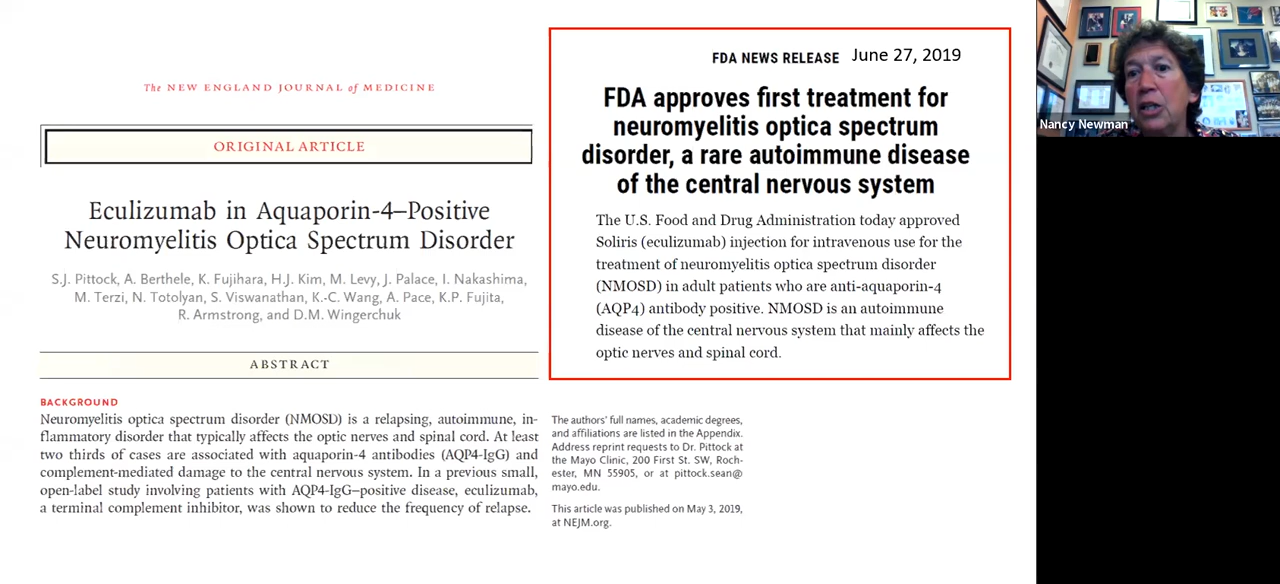 The NEW ENGLAND JOURNAL of MEDICINE
ORIGINAL ARTICLE
Eculizumab in Aquaporin-4–Positive
Neuromyelitis Optica Spectrum Disorder
S.J. Pittock, A. Berthele, K. Fujihara, H.J. Kim, M. Levy, J. Palace, I. Nakashima,
M. Terzi, N. Totolyan, S. Viswanathan, K.-C. Wang, A. Pace, K.P. Fujita,
R. Armstrong, and D.M. Wingerchuk
ABSTRACT
BACKGROUND
Neuromyelitis optica spectrum disorder (NMOSD) is a relapsing, autoimmune, in-
flammatory disorder that typically affects the optic nerves and spinal cord. At least
two thirds of cases are associated with aquaporin-4 antibodies (AQP4-IgG) and
complement-mediated damage to the central nervous system. In a previous small,
open-label study involving patients with AQP4-IgG–positive disease, eculizumab,
a terminal complement inhibitor, was shown to reduce the frequency of relapse.
FDA NEWS RELEASE June 27, 2019
FDA approves first treatment for
neuromyelitis optica spectrum
disorder, a rare autoimmune disease
of the central nervous system
The U.S. Food and Drug Administration today approved
Soliris (eculizumab) injection for intravenous use for the
treatment of neuromyelitis optica spectrum disorder
(NMOSD) in adult patients who are anti-aquaporin-4
(AQP4) antibody positive. NMOSD is an autoimmune
disease of the central nervous system that mainly affects the
optic nerves and spinal cord.
The authors' full names, academic degrees,
and affiliations are listed in the Appendix.
Address reprint requests to Dr. Pittock at
the Mayo Clinic, 200 First St. SW, Roch-
ester, MN 55905, or at pittock.sean@
mayo.edu.
This article was published on May 3, 2019,
at NEJM.org.
Nancy Newman